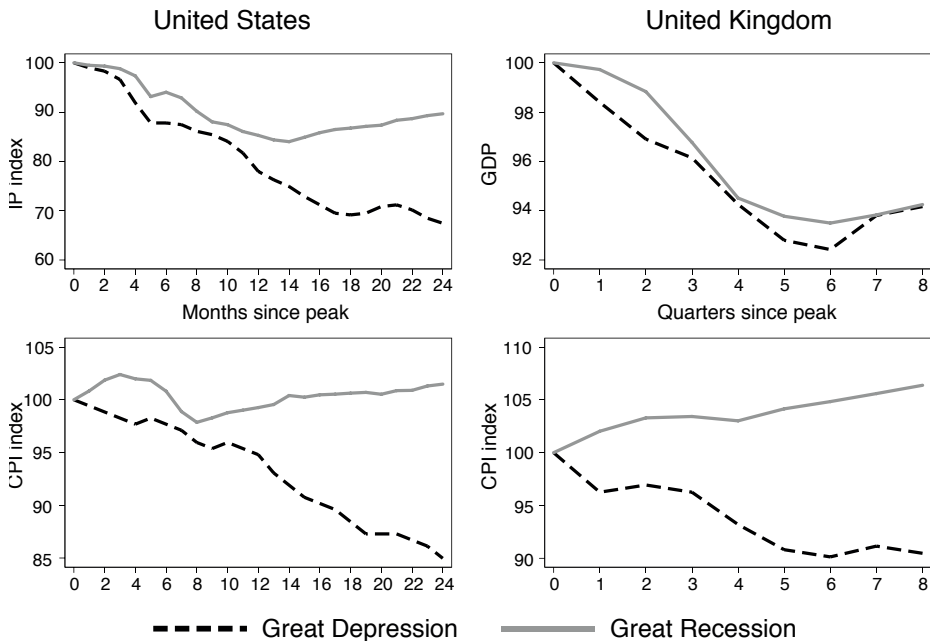 United States
United Kingdom
IP index
100
90
80
70
60
0 2 4 6 8 10 12 14 16 18 20 22 24
Months since peak
GDP
100
98
96
94
92
0 1 2 3 4 5 6 7 8
Quarters since peak
CPI index
105
100
95
90
85
0 2 4 6 8 10 12 14 16 18 20 22 24
CPI index
110
105
100
95
90
0 1 2 3 4 5 6 7 8
Great Depression
Great Recession